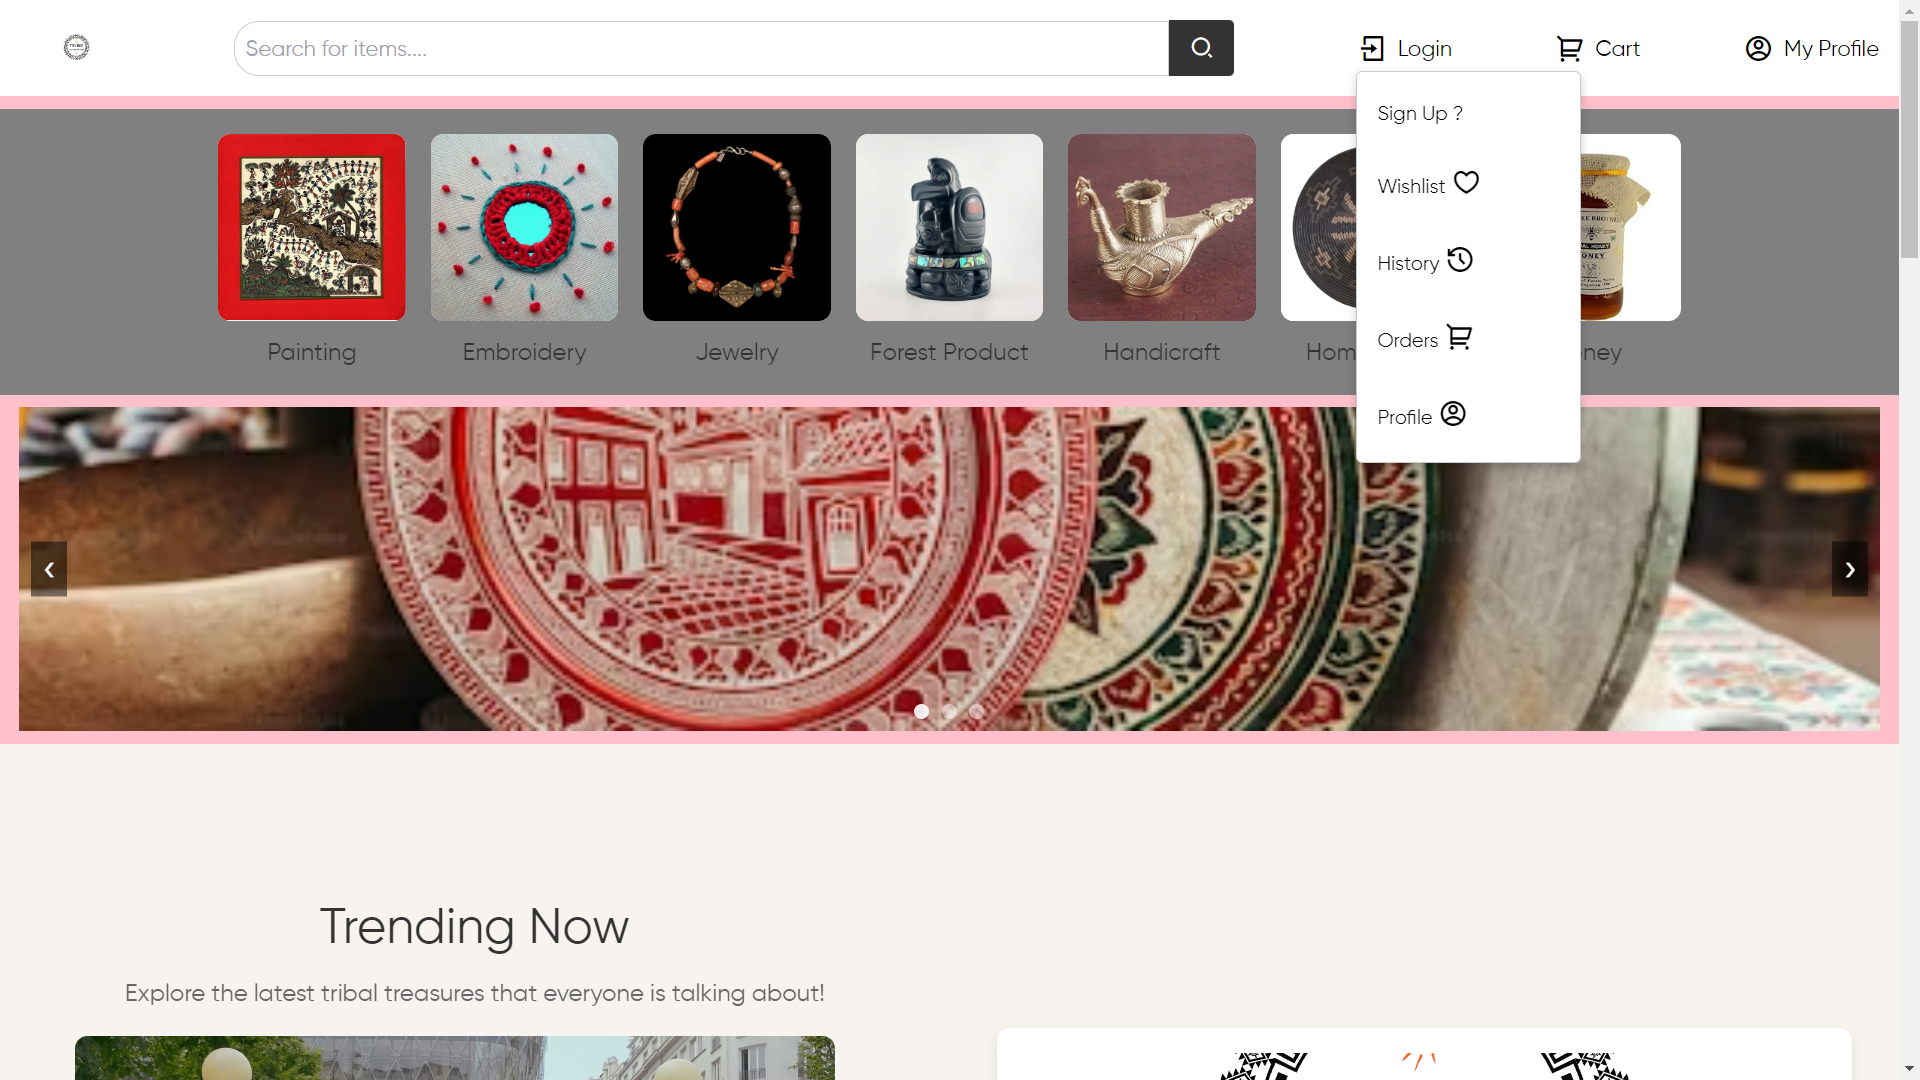 Search for items....
Login
Cart
My Profile
Sign Up ?
Wishlist
History
Orders
Profile
Painting
Embroidery
Jewelry
Forest Product
Handicraft
Hom
ney
Trending Now
Explore the latest tribal treasures that everyone is talking about!